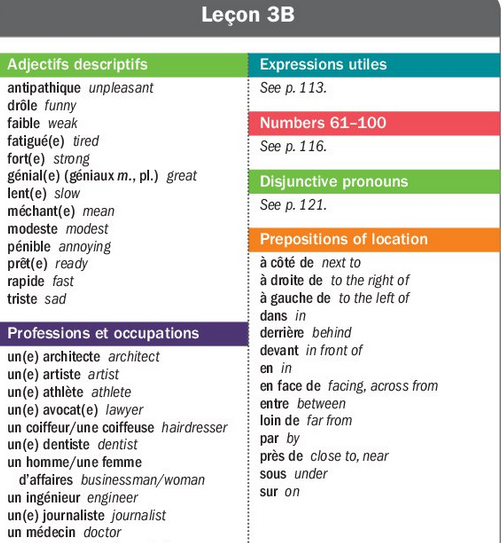 Leçon 3B
Adjectifs descriptifs
antipathique unpleasant
drôle funny
faible weak
fatigué(e) tired
fort(e) strong
génial(e) (géniaux m., pl.) great
lent(e) slow
méchant(e) mean
modeste modest
pénible annoying
prêt(e) ready
rapide fast
triste sad
Professions et occupations
un(e) architecte architect
un(e) artiste artist
un(e) athlète athlete
un(e) avocat(e) lawyer
un coiffeur/une coiffeuse hairdresser
un(e) dentiste dentist
un homme/une femme
d'affaires businessman/woman
un ingénieur engineer
un(e) journaliste journalist
un médecin doctor
Expressions utiles
See p. 113.
Numbers 61–100
See p. 116.
Disjunctive pronouns
See p. 121.
Prepositions of location
à côté de next to
à droite de to the right of
à gauche de to the left of
dans in
derrière behind
devant in front of
en in
en face de facing, across from
entre between
loin de far from
par by
près de close to, near
sous under
sur on